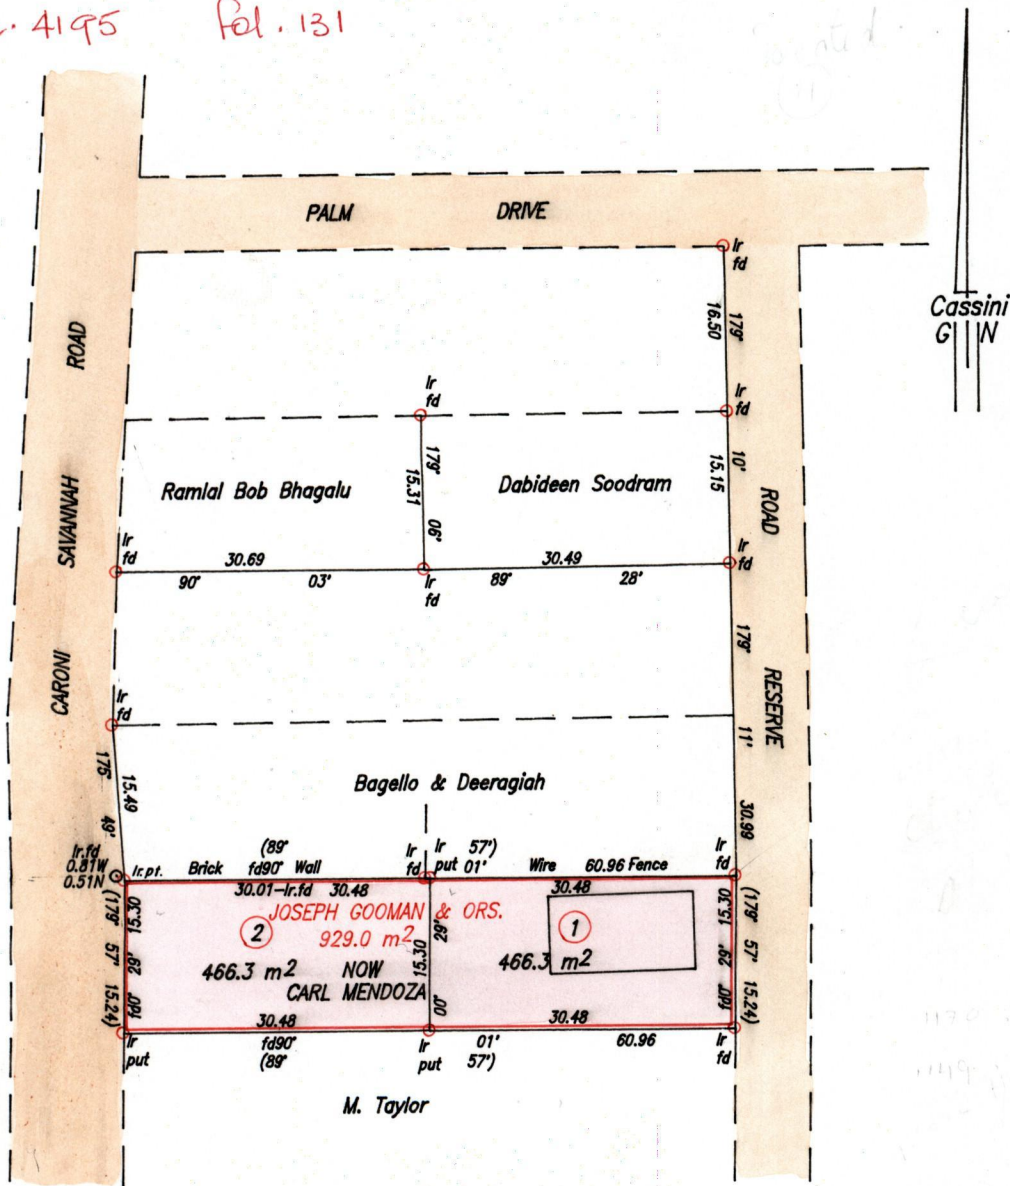 4195 fol. 131
PALM DRIVE
Cassini
G N
CARONI SAVANNAH ROAD
ROAD RESERVE
Ir
fd
179°
16.50
Ir
fd
Ir
fd
10'
15.15
179°
15.31
06'
Ramlal Bob Bhagalu
Dabideen Soodram
Ir
fd
30.69
90° 03'
Ir
fd
30.49
89° 28'
Ir
fd
179°
11'
30.99
Ir
fd
175°
15.49
49'
Bagello & Deeragiah
Ir.fd
0.81W
0.51N
Ir.pt.
Brick fd90° Wall
(89°
Ir
fd
Ir
put
57')
01'
Wire 60.96 Fence
Ir
fd
30.01-Ir.fd 30.48
30.48
JOSEPH GOOMAN & ORS.
929.0 m2
2
1
466.3 m2
466.3 m2
NOW
CARL MENDOZA
(179° 57' 15.24)
15.30
29'
00'
15.30
29'
00'
15.30
29'
00'
(179° 57' 15.24)
30.48
30.48
Ir
put
fd90°
(89°
Ir
put
01'
57')
60.96
Ir
fd
M. Taylor